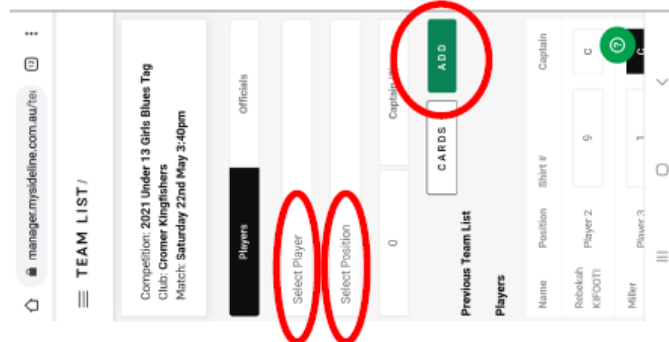 manager.mysideline.com.au/te
12
TEAM LIST/
Competition: 2021 Under 13 Girls Blues Tag
Club: Cromer Kingfishers
Match: Saturday 22nd May 3:40pm
Players Officials
Select Player
Select Position
0 Captain
CARDS ADD
Previous Team List
Players
Name Position Shirt # Captain
Rebekah KIFOOTI Player 2 9 C
?
Miller Player 3 1 C